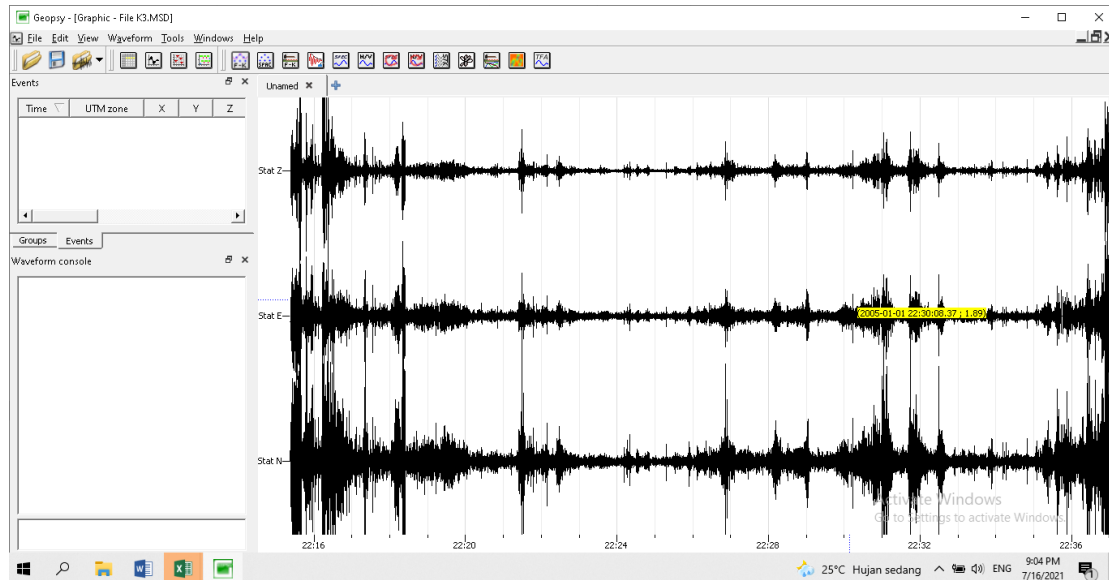 Geopsy - [Graphic - File K3.MSD]
File Edit View Waveform Tools Windows Help
Events
Unamed
Time UTM zone X Y Z
Groups Events
Waveform console
Stat Z
Stat E
Stat N
2005-01-01 22:30:08.37 ; 1.89)
Activate Windows
Go to Settings to activate Windows.
22:16 22:20 22:24 22:28 22:32 22:36
25°C Hujan sedang ENG 9:04 PM
7/16/2021